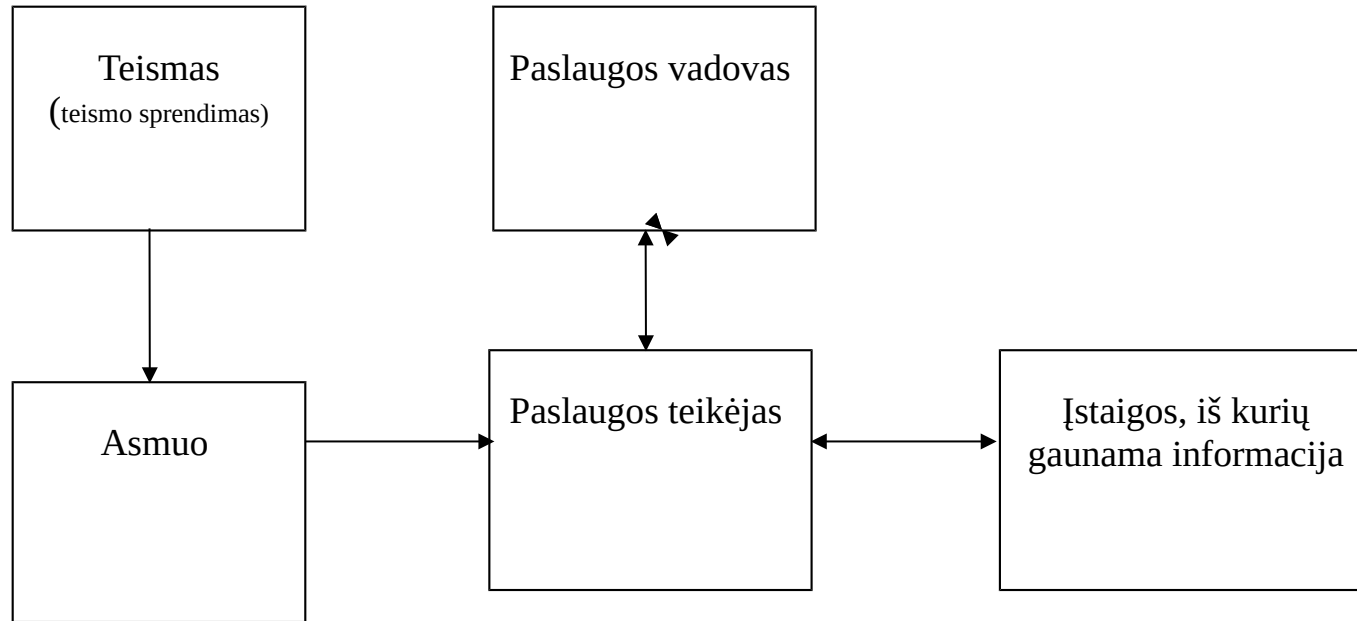 Teismas
(teismo sprendimas)
Paslaugos vadovas
Asmuo
Paslaugos teikėjas
Įstaigos, iš kurių
gaunama informacija